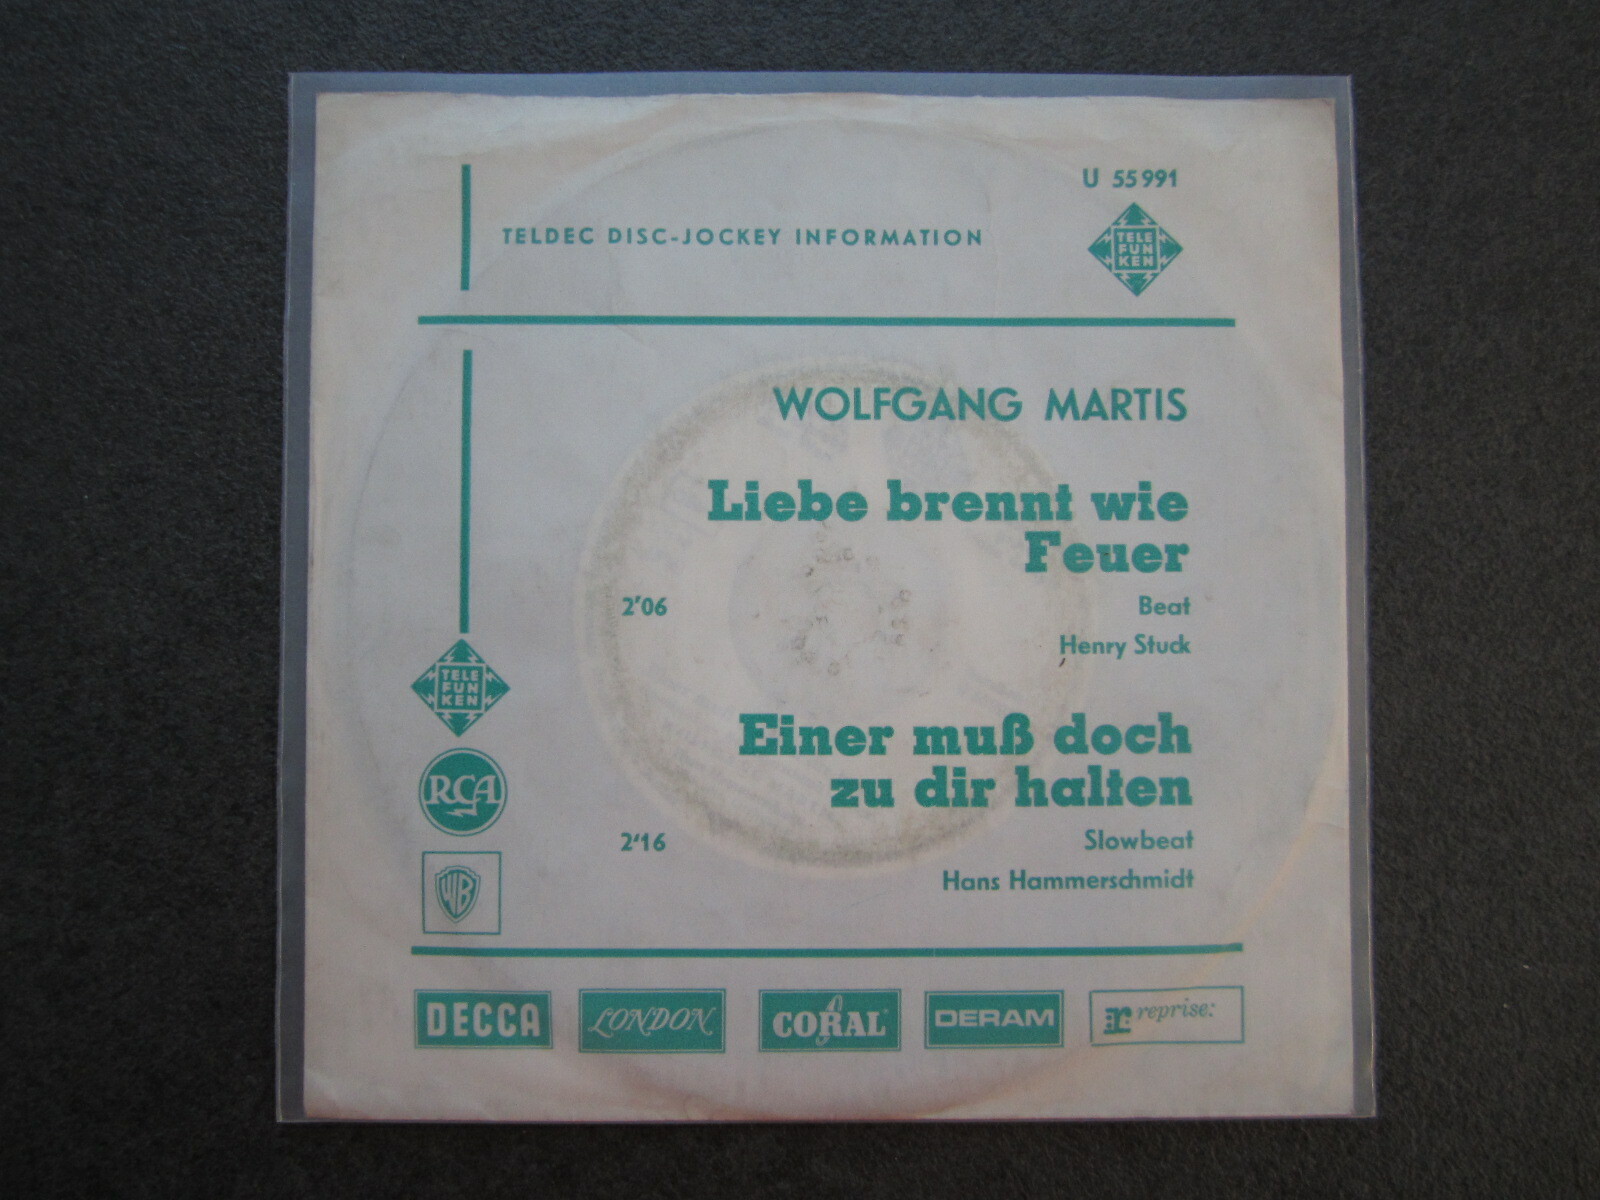 U 55991
TELE
FUN
KEN
TELDEC DISC-JOCKEY INFORMATION
WOLFGANG MARTIS
Liebe brennt wie
Feuer
2'06 Beat
Henry Stuck
TELE
FUN
KEN
Einer muß doch
zu dir halten
RCA
2'16 Slowbeat
Hans Hammerschmidt
WB
DECCA LONDON CORAL DERAM r: reprise: